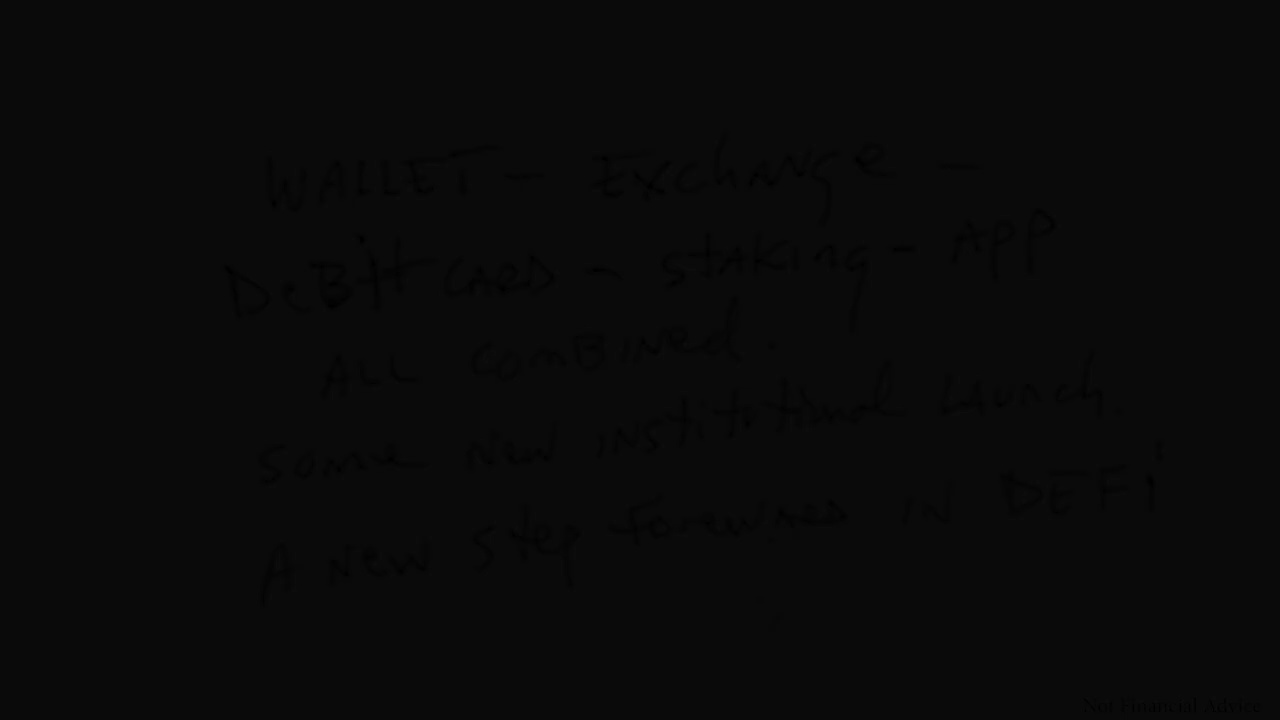 WALLET - Exchange -
DeBit CARD - STAKing - APP
ALL comBINed.
Some New INstitutional LAunch.
A New Step ForewARD IN DEFi
Not Financial Advice